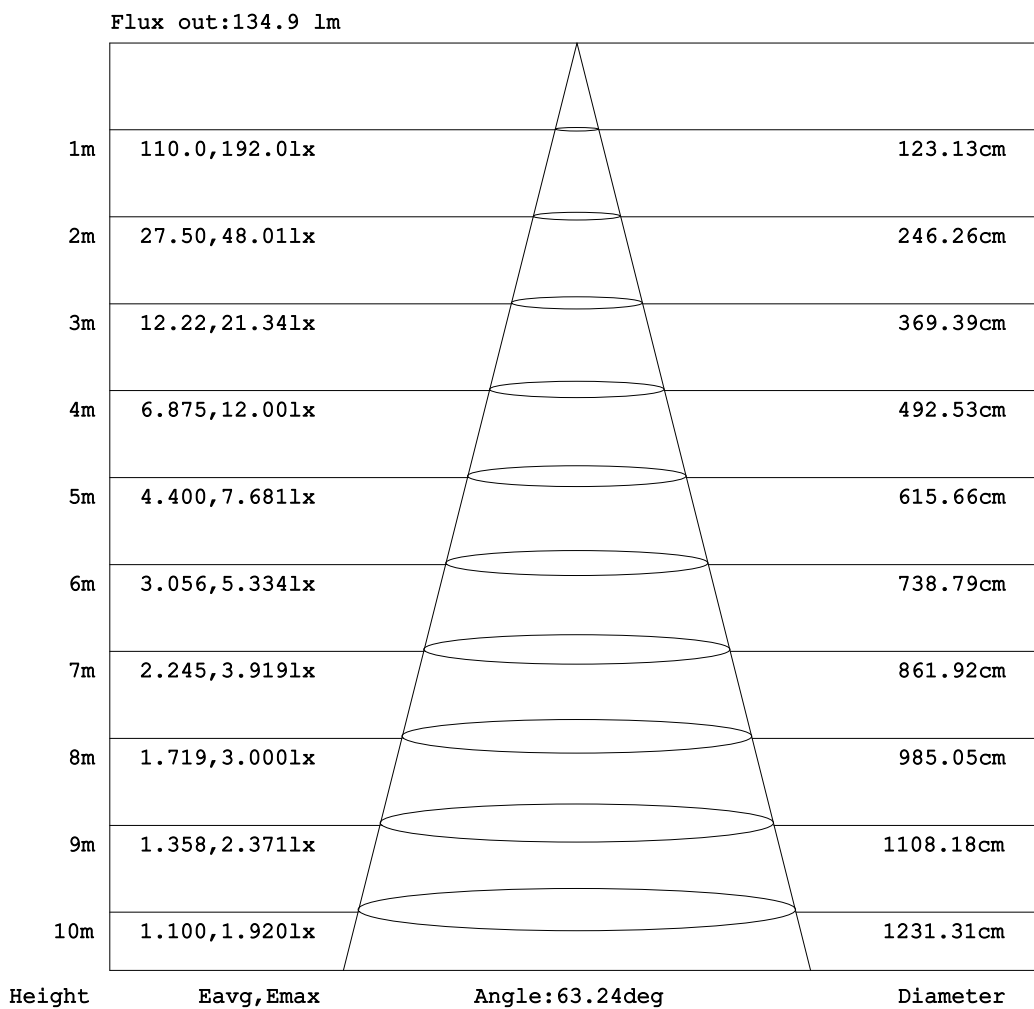 Flux out:134.9 lm
1m 110.0,192.0lx 123.13cm
2m 27.50,48.01lx 246.26cm
3m 12.22,21.34lx 369.39cm
4m 6.875,12.00lx 492.53cm
5m 4.400,7.681lx 615.66cm
6m 3.056,5.334lx 738.79cm
7m 2.245,3.919lx 861.92cm
8m 1.719,3.000lx 985.05cm
9m 1.358,2.371lx 1108.18cm
10m 1.100,1.920lx 1231.31cm
Height Eavg,Emax Angle:63.24deg Diameter